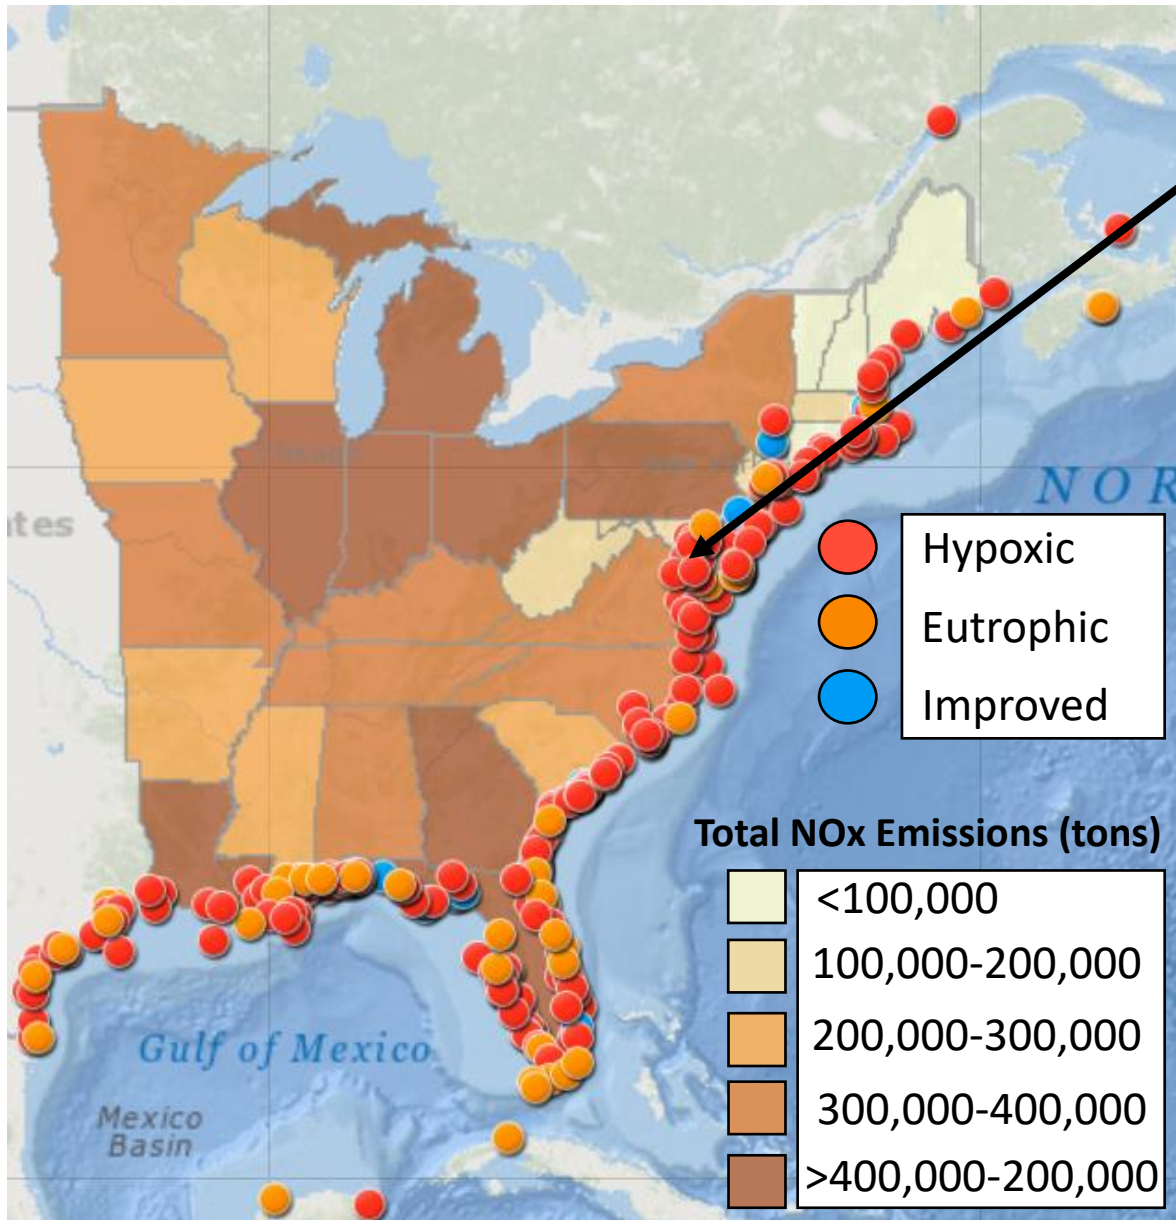 NOR
ates
Hypoxic
Eutrophic
Improved
Total NOx Emissions (tons)
<100,000
100,000-200,000
200,000-300,000
300,000-400,000
>400,000-200,000
Gulf of Mexico
Mexico
Basin